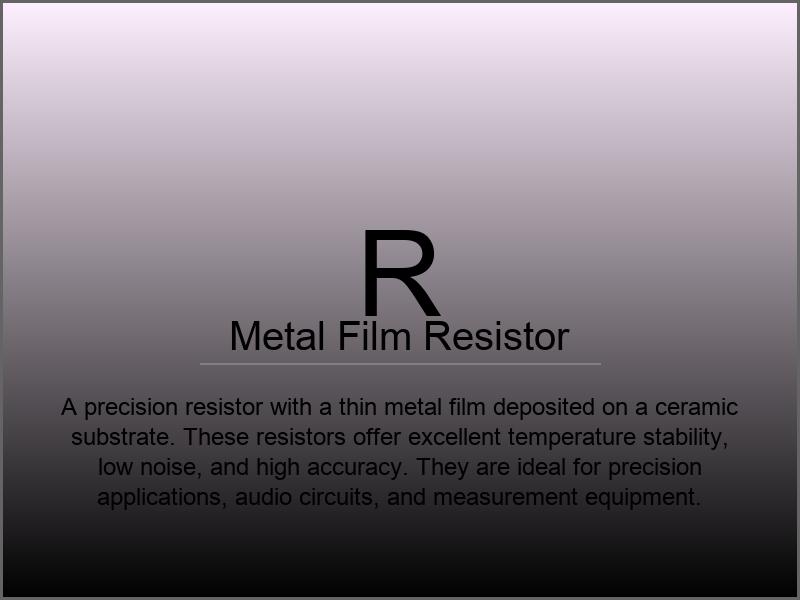 R
Metal Film Resistor
A precision resistor with a thin metal film deposited on a ceramic
substrate. These resistors offer excellent temperature stability,
low noise, and high accuracy. They are ideal for precision
applications, audio circuits, and measurement equipment.